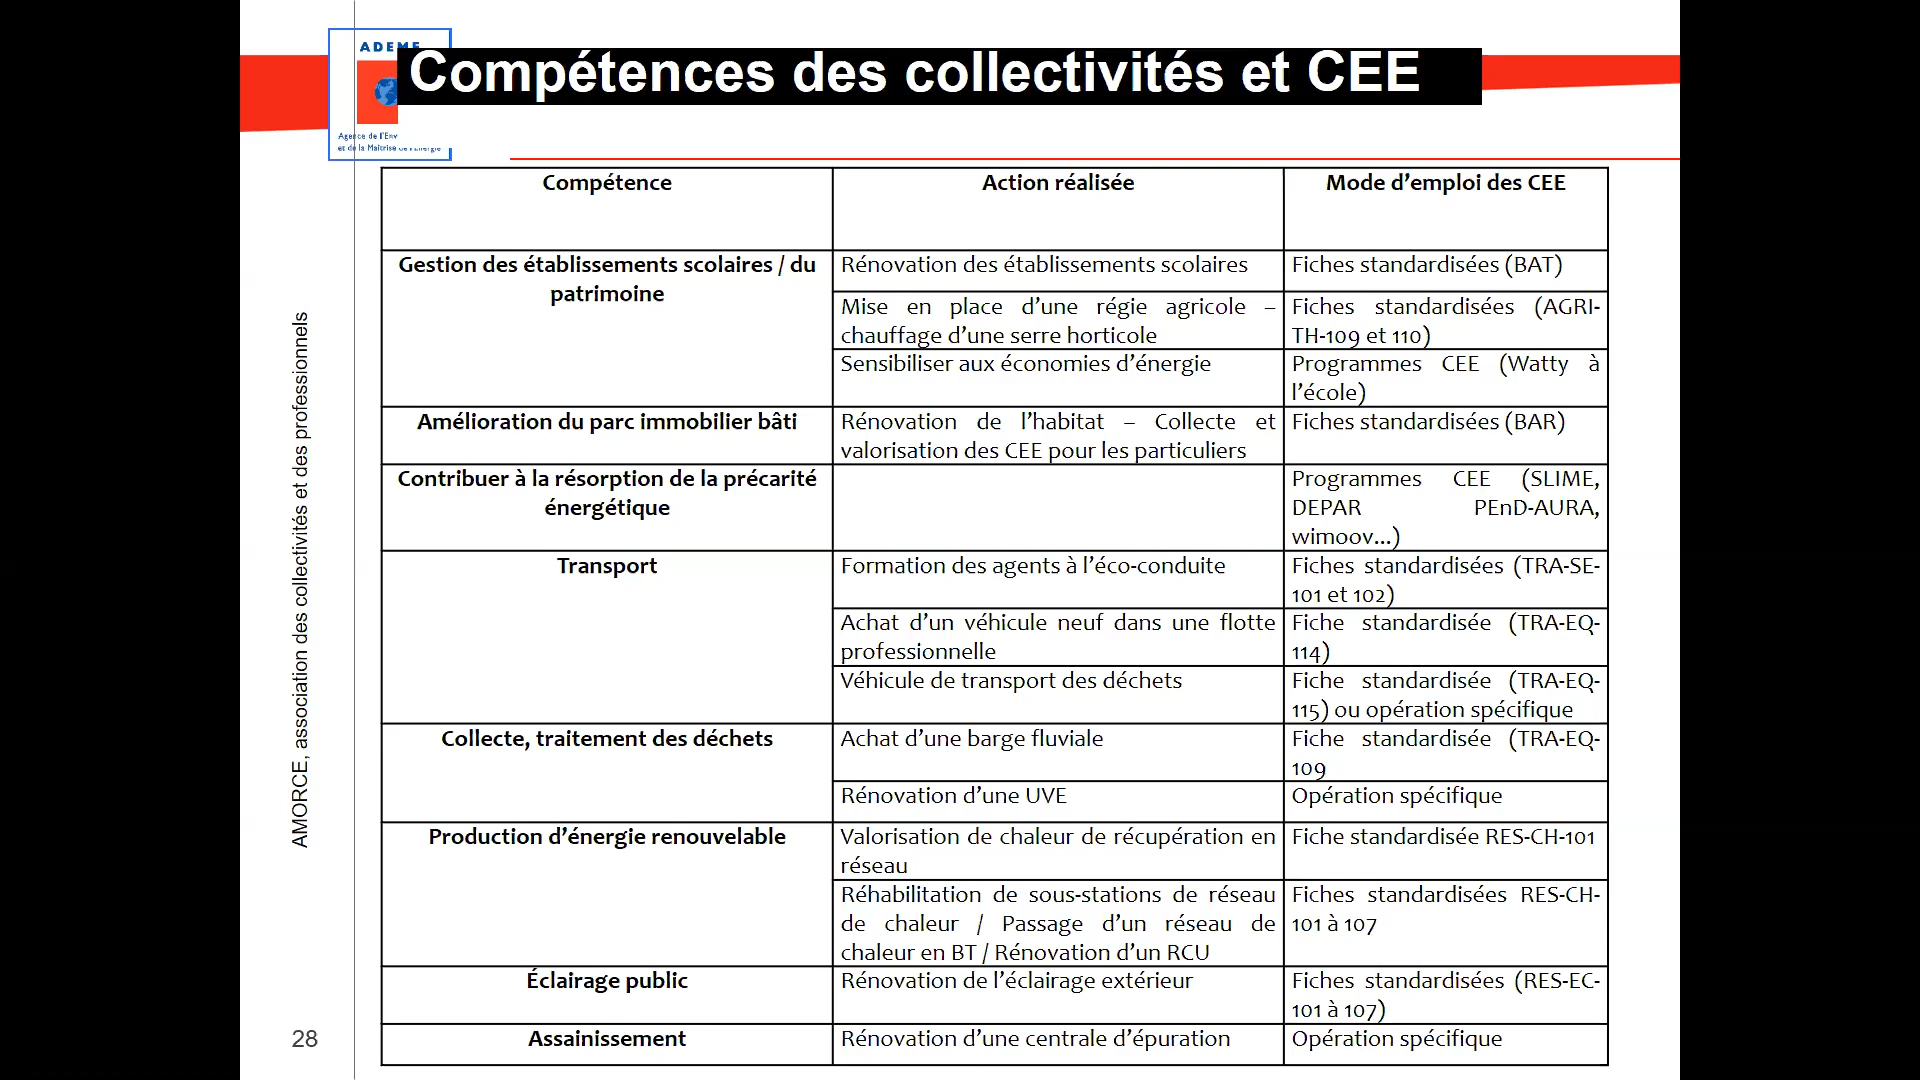 ADEME
Compétences des collectivités et CEE
Agence de l'Env
et de la Maîtrise de l'Energie
Compétence
Action réalisée
Mode d’emploi des CEE
Gestion des établissements scolaires / du
patrimoine
Rénovation des établissements scolaires
Fiches standardisées (BAT)
Mise en place d’une régie agricole –
chauffage d’une serre horticole
Fiches standardisées (AGRI-
TH-109 et 110)
Sensibiliser aux économies d’énergie
Programmes CEE (Watty à
l’école)
Amélioration du parc immobilier bâti
Rénovation de l’habitat – Collecte et
valorisation des CEE pour les particuliers
Fiches standardisées (BAR)
Contribuer à la résorption de la précarité
énergétique
Programmes CEE (SLIME,
DEPAR PEnD-AURA,
wimoov...)
Transport
Formation des agents à l’éco-conduite
Fiches standardisées (TRA-SE-
101 et 102)
Achat d’un véhicule neuf dans une flotte
professionnelle
Fiche standardisée (TRA-EQ-
114)
Véhicule de transport des déchets
Fiche standardisée (TRA-EQ-
115) ou opération spécifique
Collecte, traitement des déchets
Achat d’une barge fluviale
Fiche standardisée (TRA-EQ-
109
Rénovation d’une UVE
Opération spécifique
Production d’énergie renouvelable
Valorisation de chaleur de récupération en
réseau
Fiche standardisée RES-CH-101
Réhabilitation de sous-stations de réseau
de chaleur / Passage d’un réseau de
chaleur en BT / Rénovation d’un RCU
Fiches standardisées RES-CH-
101 à 107
Éclairage public
Rénovation de l’éclairage extérieur
Fiches standardisées (RES-EC-
101 à 107)
Assainissement
Rénovation d’une centrale d’épuration
Opération spécifique
AMORCE, association des collectivités et des professionnels
28